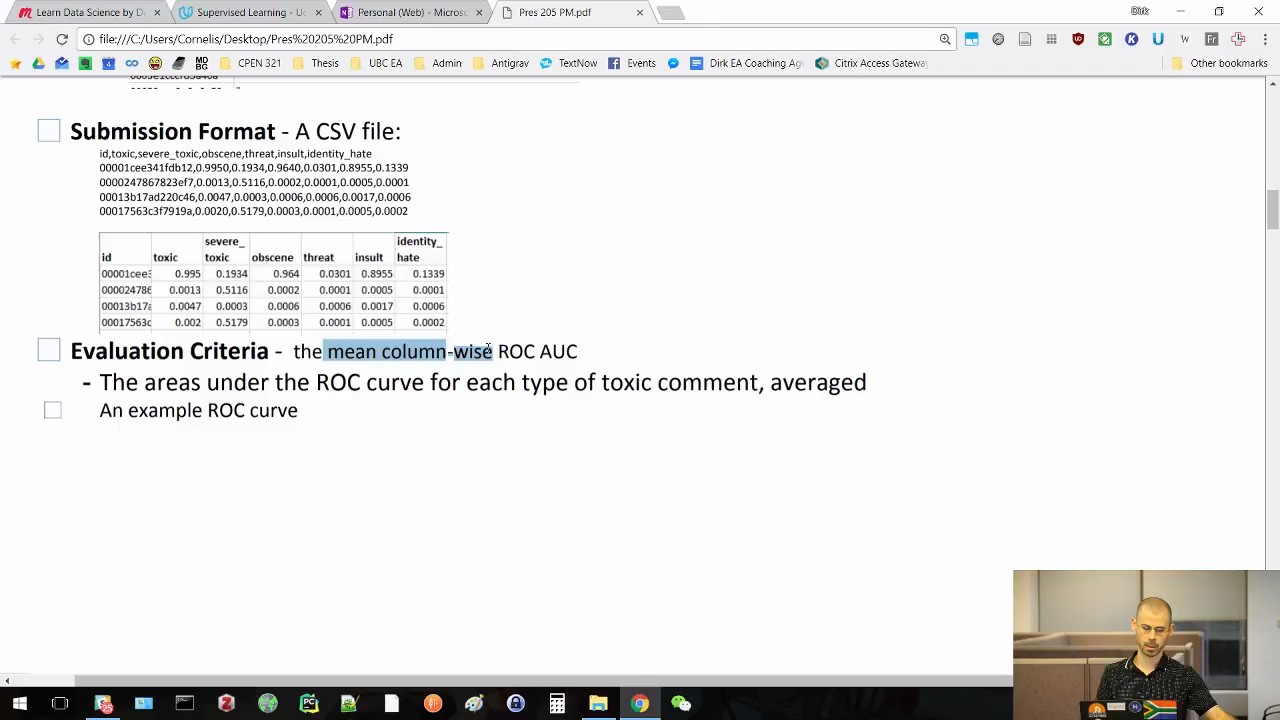 Learn Data Science by D
Supervised Learning - U
Personal (Web) - Micros
Pres 205 PM.pdf
file:///C:/Users/Cornelis/Desktop/Pres%20205%20PM.pdf
CPEN 321
Thesis
UBC EA
Admin
Antigrav
TextNow
Events
Dirk EA Coaching Ag
Citrix Access Gateway
Other bookmarks
Submission Format - A CSV file:
id,toxic,severe_toxic,obscene,threat,insult,identity_hate
00001cee341fdb12,0.9950,0.1934,0.9640,0.0301,0.8955,0.1339
0000247867823ef7,0.0013,0.5116,0.0002,0.0001,0.0005,0.0001
00013b17ad220c46,0.0047,0.0003,0.0006,0.0006,0.0017,0.0006
00017563c3f7919a,0.0020,0.5179,0.0003,0.0001,0.0005,0.0002
id toxic severe_ toxic obscene threat insult identity_ hate
00001cee3 0.995 0.1934 0.964 0.0301 0.8955 0.1339
000024786 0.0013 0.5116 0.0002 0.0001 0.0005 0.0001
00013b17a 0.0047 0.0003 0.0006 0.0006 0.0017 0.0006
00017563c 0.002 0.5179 0.0003 0.0001 0.0005 0.0002
Evaluation Criteria - the mean column-wise ROC AUC
- The areas under the ROC curve for each type of toxic comment, averaged
An example ROC curve